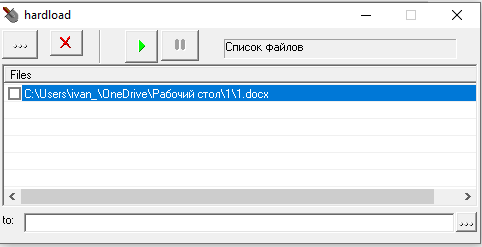 hardload
...
Список файлов
Files
C:\Users\ivan_\OneDrive\Рабочий стол\1\1.docx
to:
...